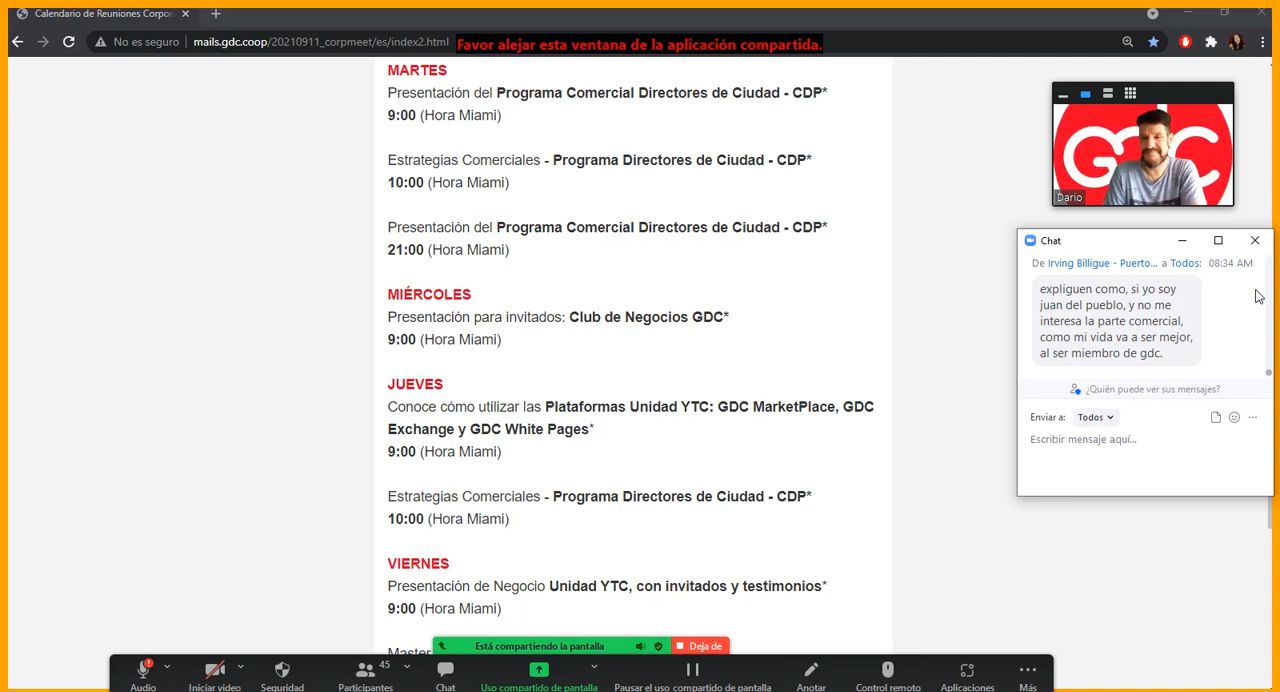 Calendario de Reuniones Corpor
No es seguro
mails.gdc.coop/20210911_corpmeet/es/index2.html
Favor alejar esta ventana de la aplicación compartida.
MARTES
Presentación del Programa Comercial Directores de Ciudad - CDP*
9:00 (Hora Miami)
Estrategias Comerciales - Programa Directores de Ciudad - CDP*
10:00 (Hora Miami)
Presentación del Programa Comercial Directores de Ciudad - CDP*
21:00 (Hora Miami)
MIÉRCOLES
Presentación para invitados: Club de Negocios GDC*
9:00 (Hora Miami)
JUEVES
Conoce cómo utilizar las Plataformas Unidad YTC: GDC MarketPlace, GDC
Exchange y GDC White Pages*
9:00 (Hora Miami)
Estrategias Comerciales - Programa Directores de Ciudad - CDP*
10:00 (Hora Miami)
VIERNES
Presentación de Negocio Unidad YTC, con invitados y testimonios*
9:00 (Hora Miami)
Master
GDC
Dario
Chat
De Irving Billigue - Puerto... a Todos: 08:34 AM
expliguen como, si yo soy
juan del pueblo, y no me
interesa la parte comercial,
como mi vida va a ser mejor,
al ser miembro de gdc.
¿Quién puede ver sus mensajes?
Enviar a: Todos
Escribir mensaje aquí...
Está compartiendo la pantalla
Deja de
45
Audio
Iniciar video
Seguridad
Participantes
Chat
Uso compartido de pantalla
Pausar el uso compartido de pantalla
Anotar
Control remoto
Aplicaciones
Más